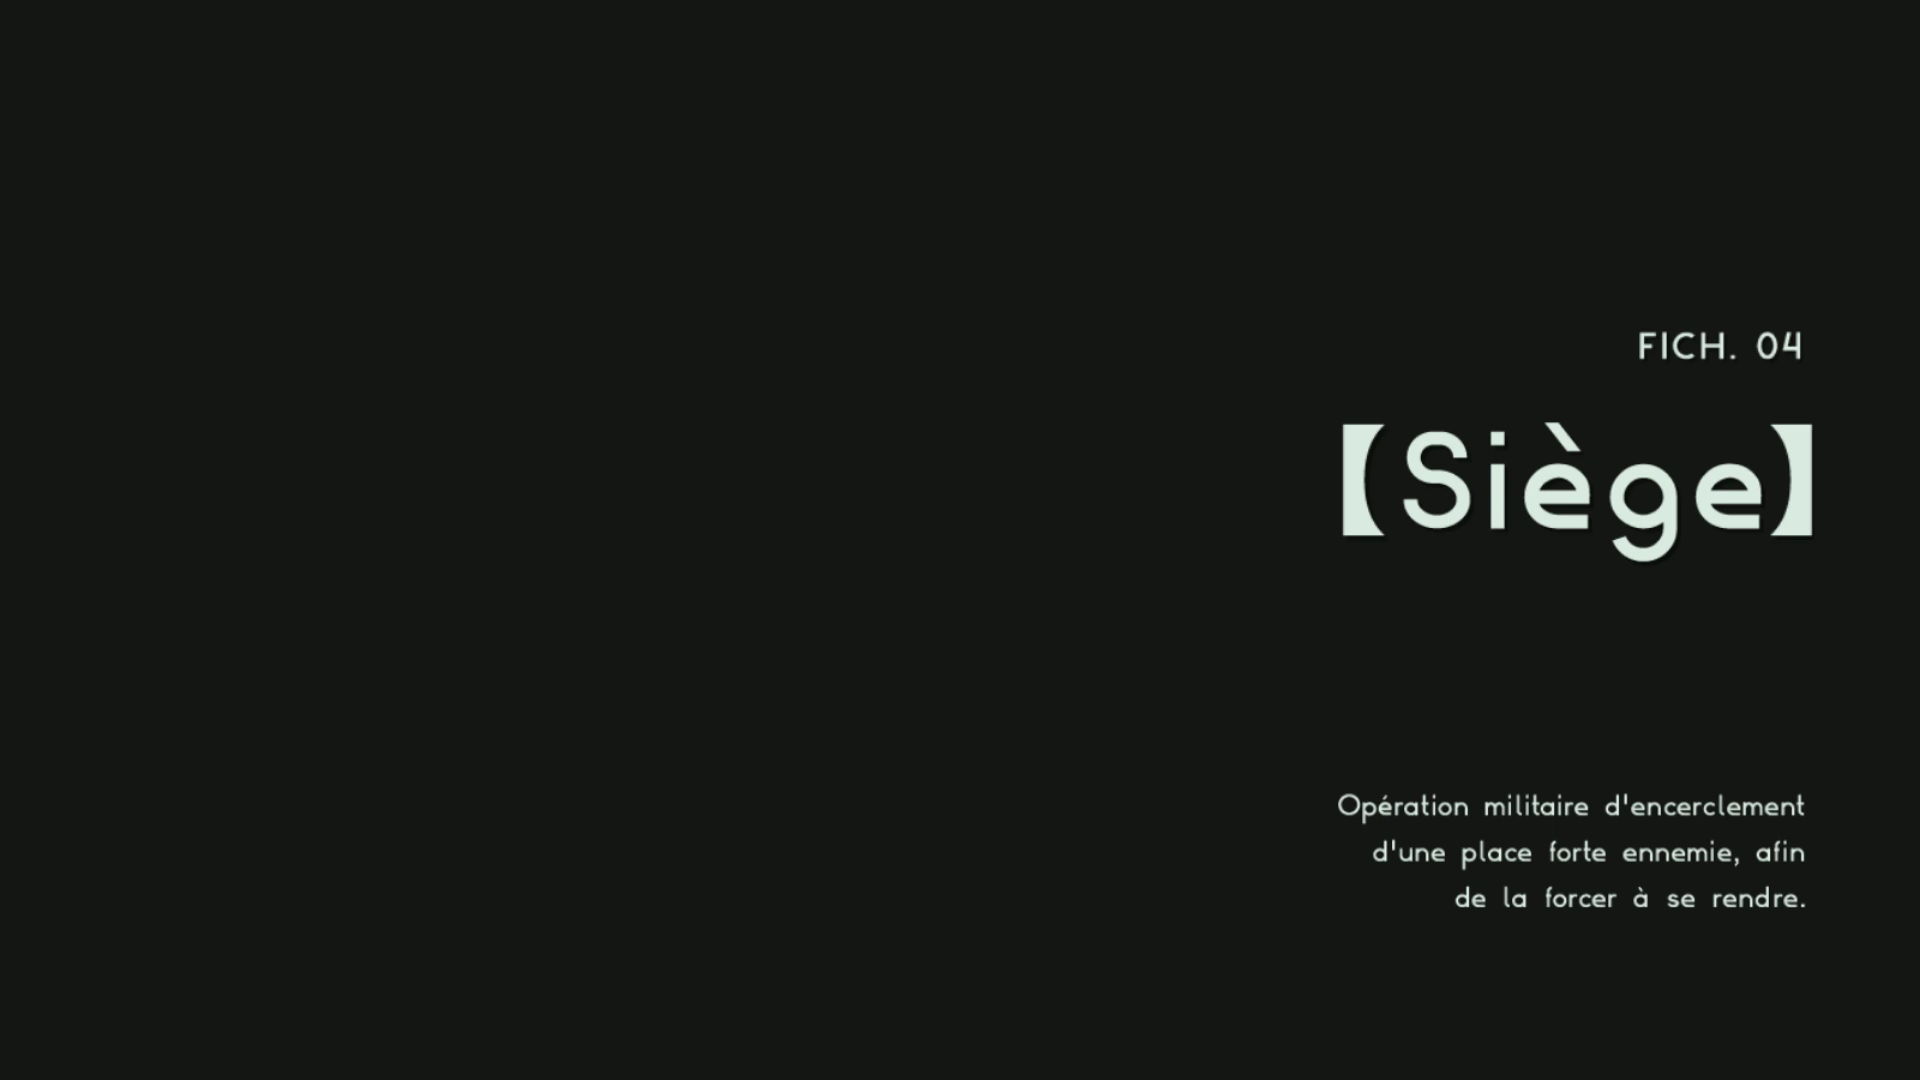 FICH. 04
【Siège】
Opération militaire d'encerclement
d'une place forte ennemie, afin
de la forcer à se rendre.